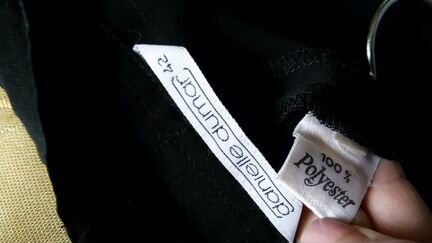 danielle dumar 42
100%
Polyester